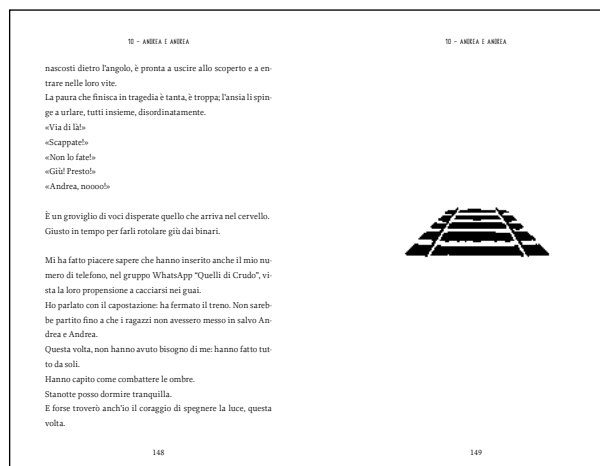 10 - ANDREA E ANDREA
nascosti dietro l'angolo, è pronta a uscire allo scoperto e a en-
trare nelle loro vite.
La paura che finisca in tragedia è tanta, è troppa; l'ansia li spin-
ge a urlare, tutti insieme, disordinatamente.
«Via di là!»
«Scappate!»
«Non lo fate!»
«Giù! Presto!»
«Andrea, noooo!»
È un groviglio di voci disperate quello che arriva nel cervello.
Giusto in tempo per farli rotolare giù dai binari.
Mi ha fatto piacere sapere che hanno inserito anche il mio nu-
mero di telefono, nel gruppo WhatsApp “Quelli di Crudo”, vi-
sta la loro propensione a cacciarsi nei guai.
Ho parlato con il capostazione: ha fermato il treno. Non sareb-
be partito fino a che i ragazzi non avessero messo in salvo An-
drea e Andrea.
Questa volta, non hanno avuto bisogno di me: hanno fatto tut-
to da soli.
Hanno capito come combattere le ombre.
Stanotte posso dormire tranquilla.
E forse troverò anch'io il coraggio di spegnere la luce, questa
volta.
148
10 - ANDREA E ANDREA
149